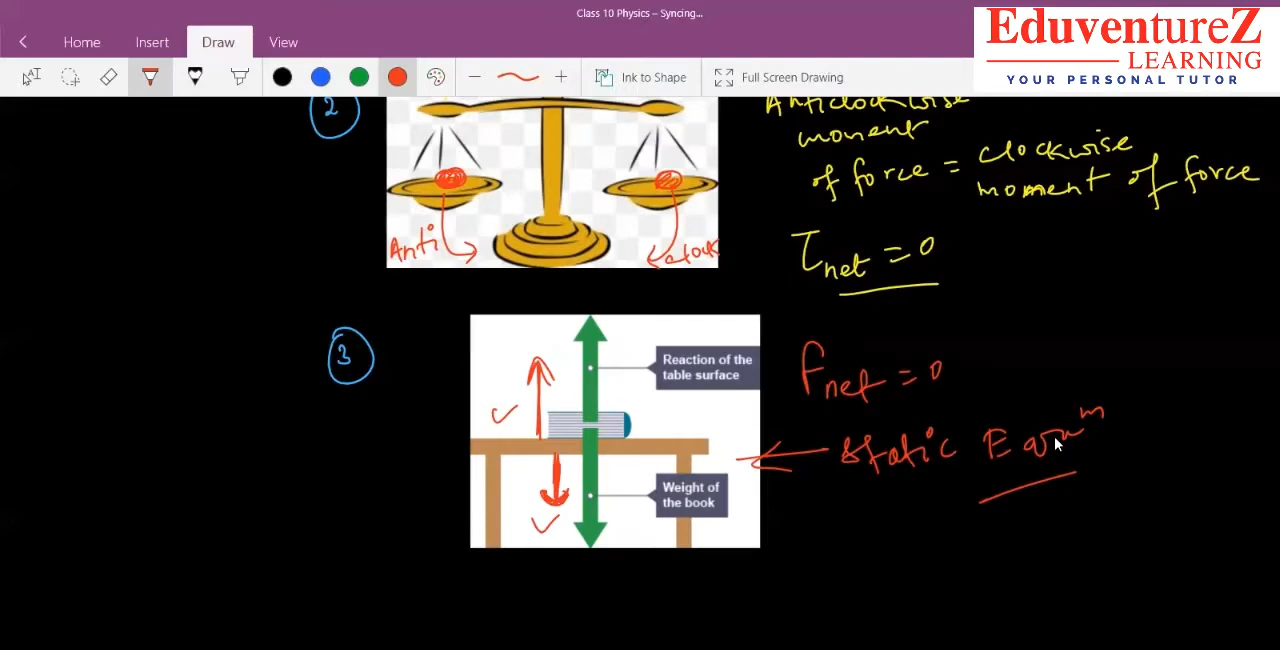 Class 10 Physics – Syncing...
EduventureZ
LEARNING
YOUR PERSONAL TUTOR
Home Insert Draw View
Ink to Shape Full Screen Drawing
2
Anti
clock
Anticlockwise
moment
of force = clockwise
moment of force
τnet = 0
3
Reaction of the
table surface
Weight of
the book
Fnet = 0
Static Eqm